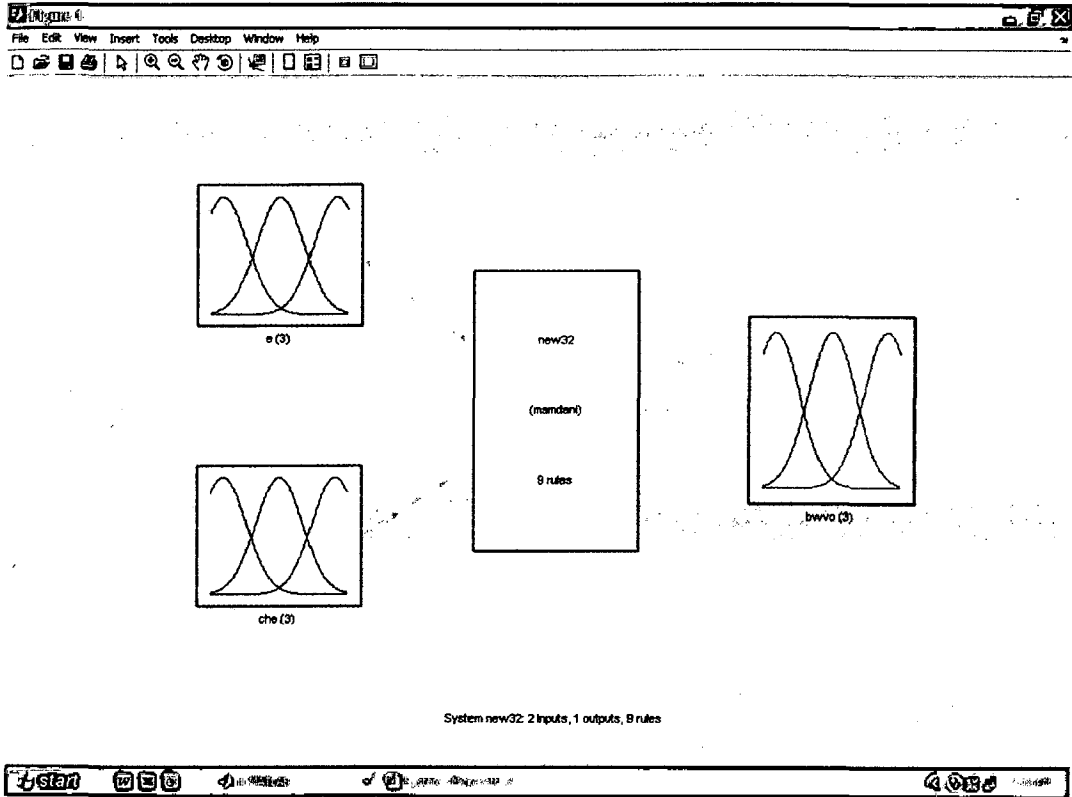 File Edit View Insert Tools Desktop Window Help
e (3)
new32
(mamdani)
9 rules
che (3)
bwvo (3)
System new32: 2 inputs, 1 outputs, 9 rules
start